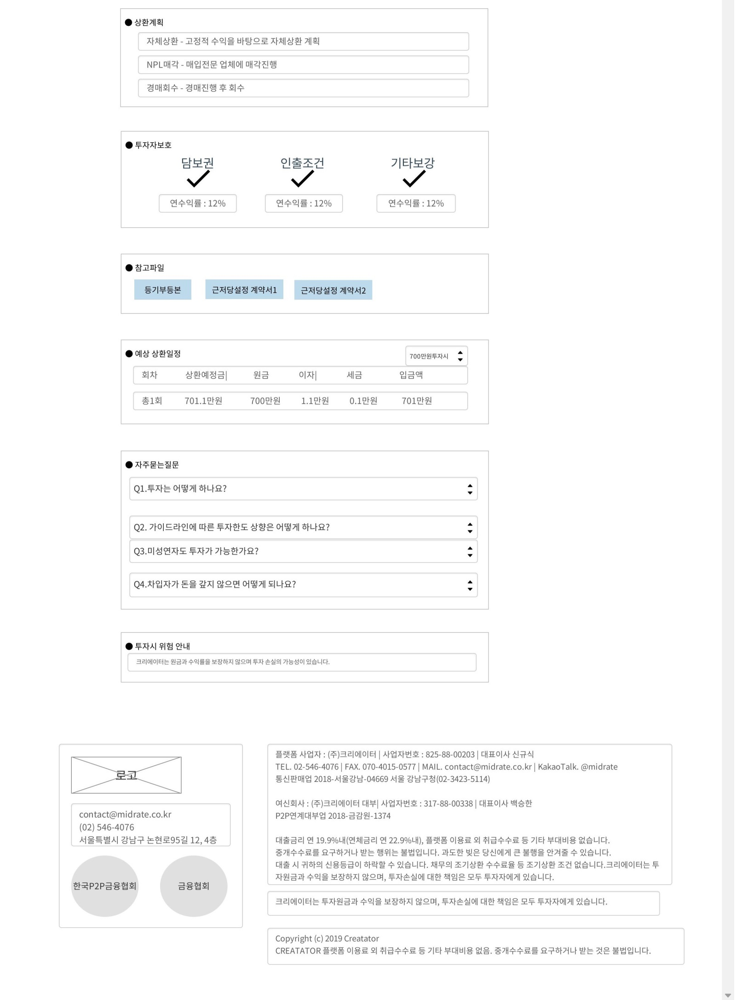 상환계획
자체상환 - 고정적 수익을 바탕으로 자체상환 계획
NPL매각 - 매입전문 업체에 매각진행
경매회수 - 경매진행 후 회수
투자자보호
담보권 인출조건 기타보강
연수익률 : 12% 연수익률 : 12% 연수익률 : 12%
참고파일
등기부등본 근저당설정 계약서1 근저당설정 계약서2
예상 상환일정
700만원투자시
회차 상환예정금| 원금 이자| 세금 입금액
총1회 701.1만원 700만원 1.1만원 0.1만원 701만원
자주묻는질문
Q1.투자는 어떻게 하나요?
Q2. 가이드라인에 따른 투자한도 상향은 어떻게 하나요?
Q3.미성연자도 투자가 가능한가요?
Q4.차입자가 돈을 갚지 않으면 어떻게 되나요?
투자시 위험 안내
크리에이터는 원금과 수익률을 보장하지 않으며 투자 손실의 가능성이 있습니다.
로고
contact@midrate.co.kr
(02) 546-4076
서울특별시 강남구 논현로95길 12, 4층
한국P2P금융협회 금융협회
플랫폼 사업자 : (주)크리에이터 | 사업자번호 : 825-88-00203 | 대표이사 신규식
TEL. 02-546-4076 | FAX. 070-4015-0577 | MAIL. contact@midrate.co.kr | KakaoTalk. @midrate
통신판매업 2018-서울강남-04669 서울 강남구청(02-3423-5114)
여신회사 : (주)크리에이터 대부| 사업자번호 : 317-88-00338 | 대표이사 백승한
P2P연계대부업 2018-금감원-1374
대출금리 연 19.9%내(연체금리 연 22.9%내), 플랫폼 이용료 외 취급수수료 등 기타 부대비용 없습니다.
중개수수료를 요구하거나 받는 행위는 불법입니다. 과도한 빚은 당신에게 큰 불행을 안겨줄 수 있습니다.
대출 시 귀하의 신용등급이 하락할 수 있습니다. 채무의 조기상환 수수료율 등 조기상환 조건 없습니다.크리에이터는 투
자원금과 수익을 보장하지 않으며, 투자손실에 대한 책임은 모두 투자자에게 있습니다.
크리에이터는 투자원금과 수익을 보장하지 않으며, 투자손실에 대한 책임은 모두 투자자에게 있습니다.
Copyright (c) 2019 Creatator
CREATATOR 플랫폼 이용료 외 취급수수료 등 기타 부대비용 없음. 중개수수료를 요구하거나 받는 것은 불법입니다.